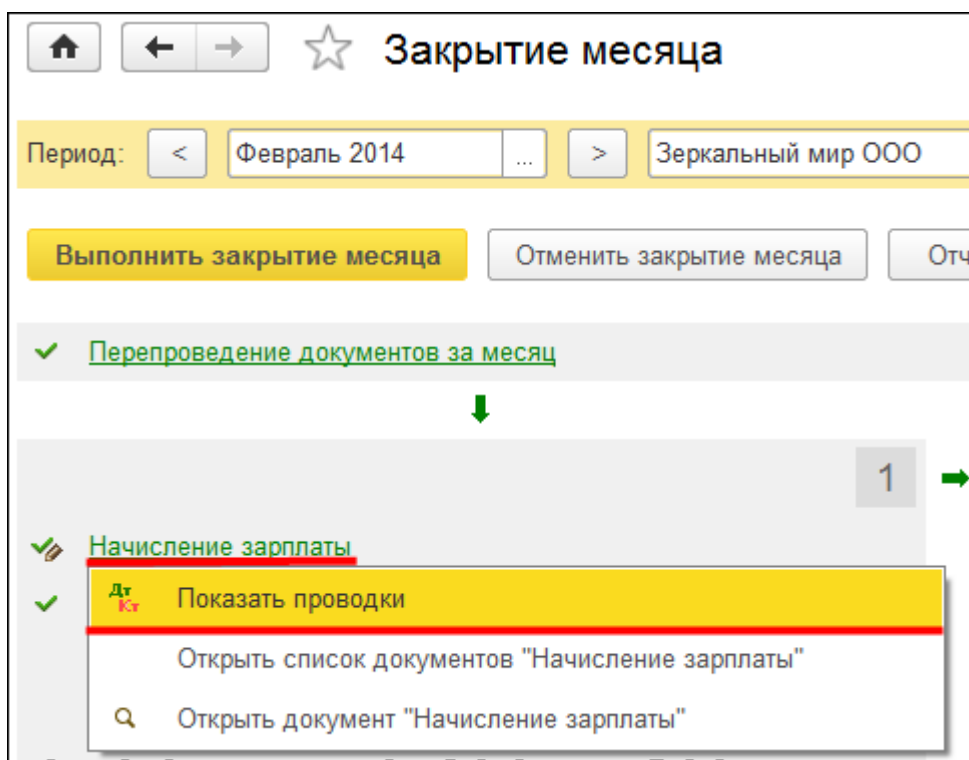 Закрытие месяца
Период: < Февраль 2014 ... > Зеркальный мир ООО
Выполнить закрытие месяца Отменить закрытие месяца Отч
Перепроведение документов за месяц
1
Начисление зарплаты
Дт Кт Показать проводки
Открыть список документов "Начисление зарплаты"
Открыть документ "Начисление зарплаты"